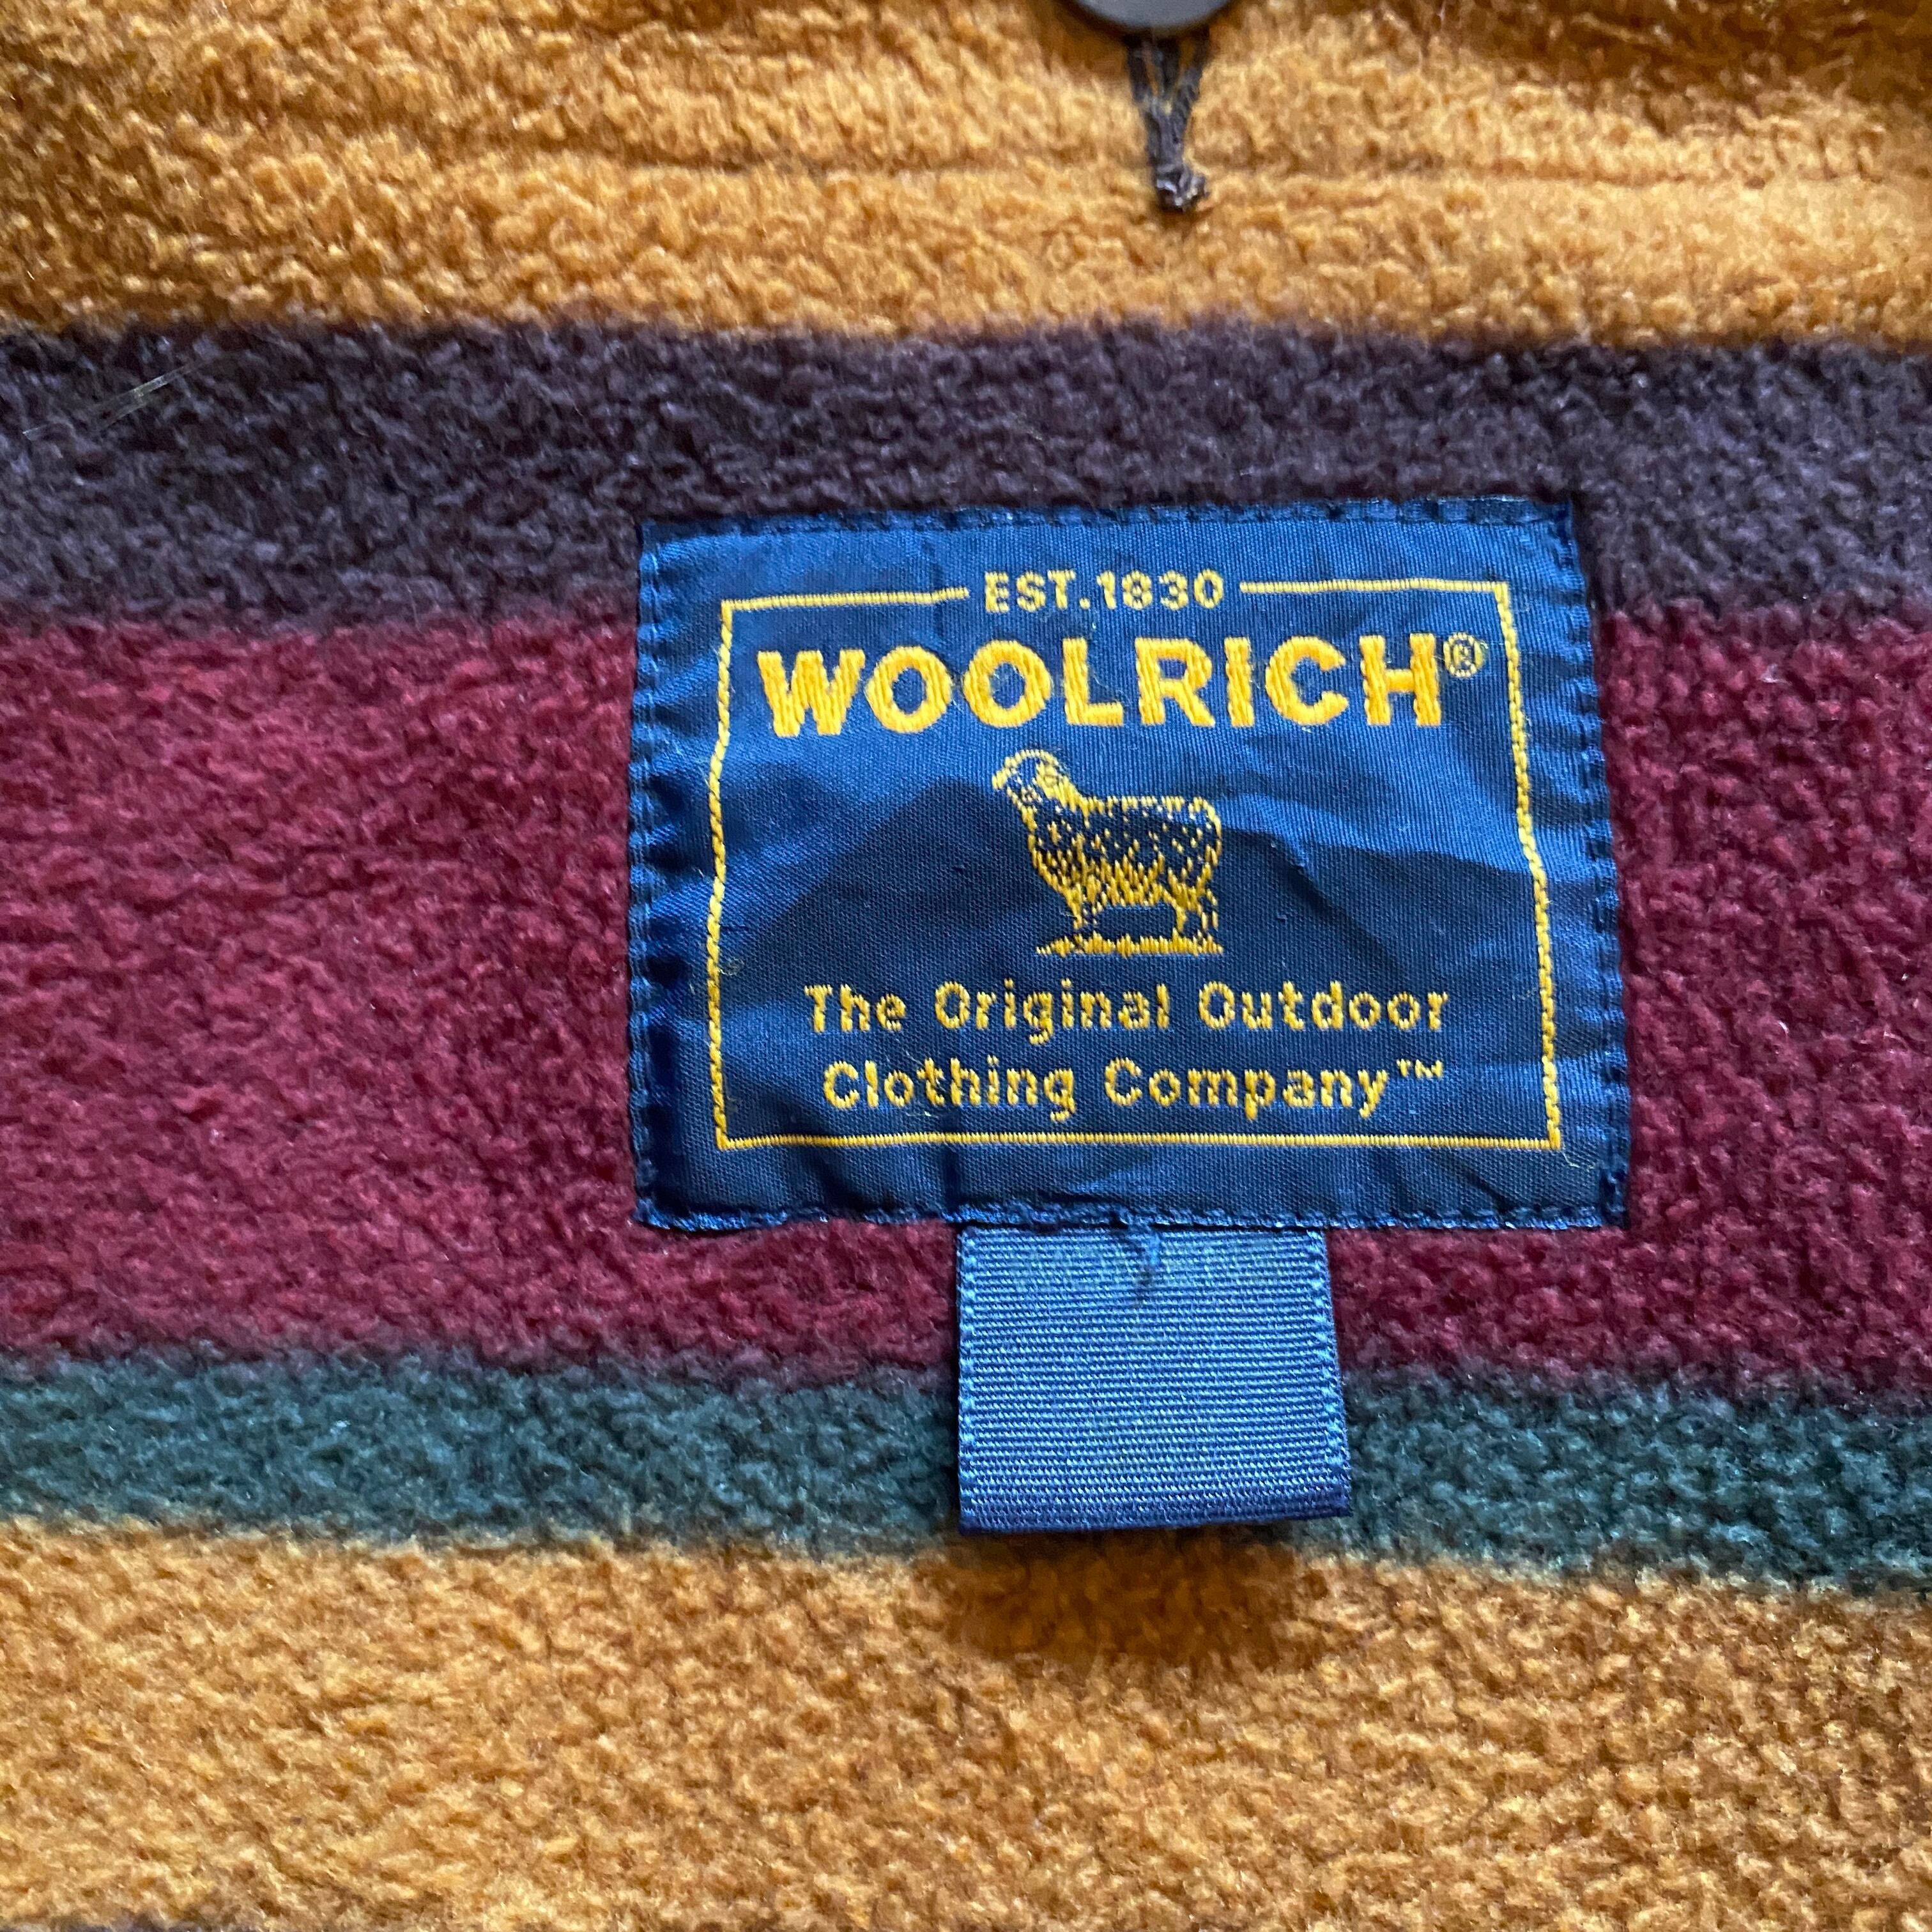 EST.1830
WOOLRICH®
The Original Outdoor
Clothing Company™